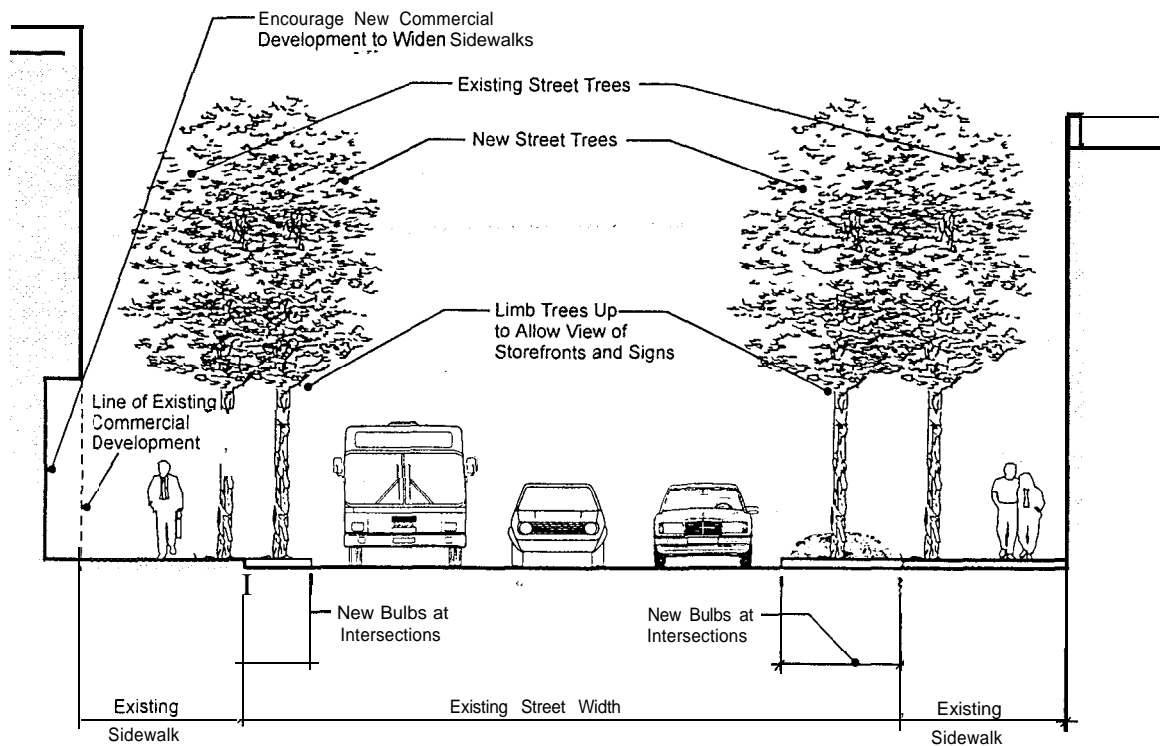 Encourage New Commercial
Development to Widen Sidewalks
Existing Street Trees
New Street Trees
Limb Trees Up
to Allow View of
Storefronts and Signs
Line of Existing
Commercial
Development
New Bulbs at
Intersections
New Bulbs at
Intersections
Existing
Sidewalk
Existing Street Width
Existing
Sidewalk